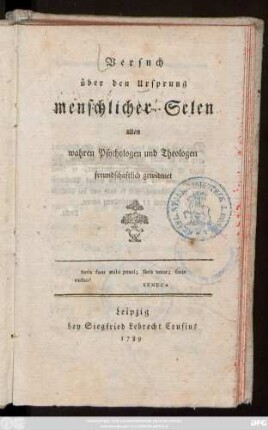 Versuch
über den Ursprung
menschlicher Selen
allen
wahren Psychologen und Theologen
freundschaftlich gewidmet
SENECA
Leipzig
bey Siegfried Lebrecht Crusius
1789